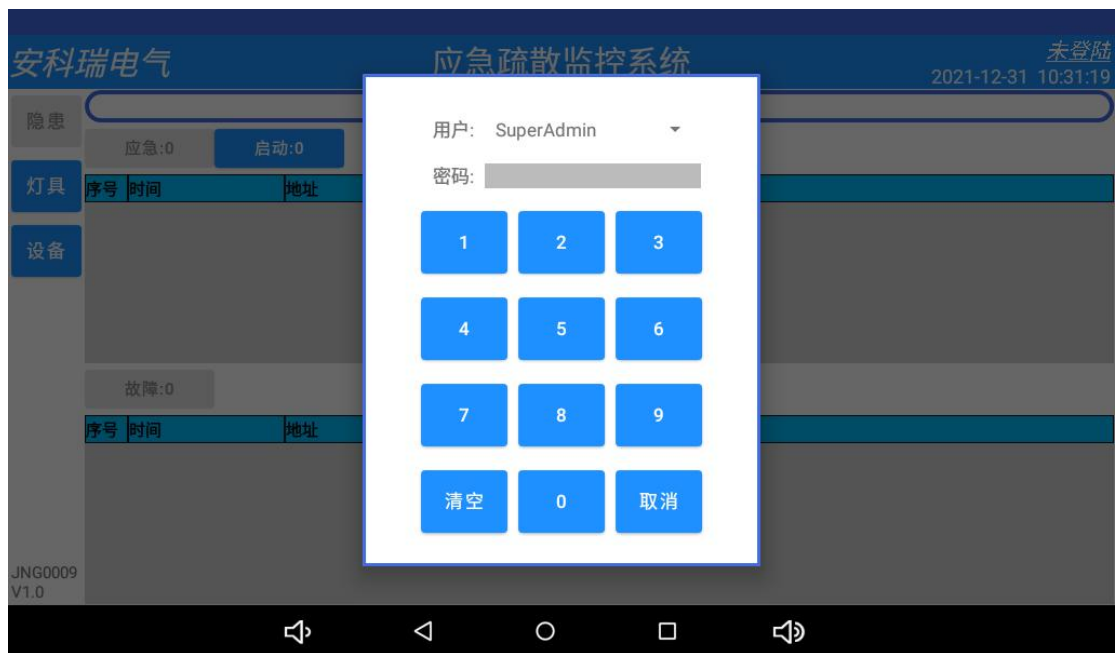 安科瑞电气
应急疏散监控系统
未登陆
2021-12-31 10:31:19
隐患
应急:0
启动:0
灯具
序号 时间 地址
设备
故障:0
序号 时间 地址
JNG0009
V1.0
用户: SuperAdmin
密码:
1 2 3
4 5 6
7 8 9
清空 0 取消